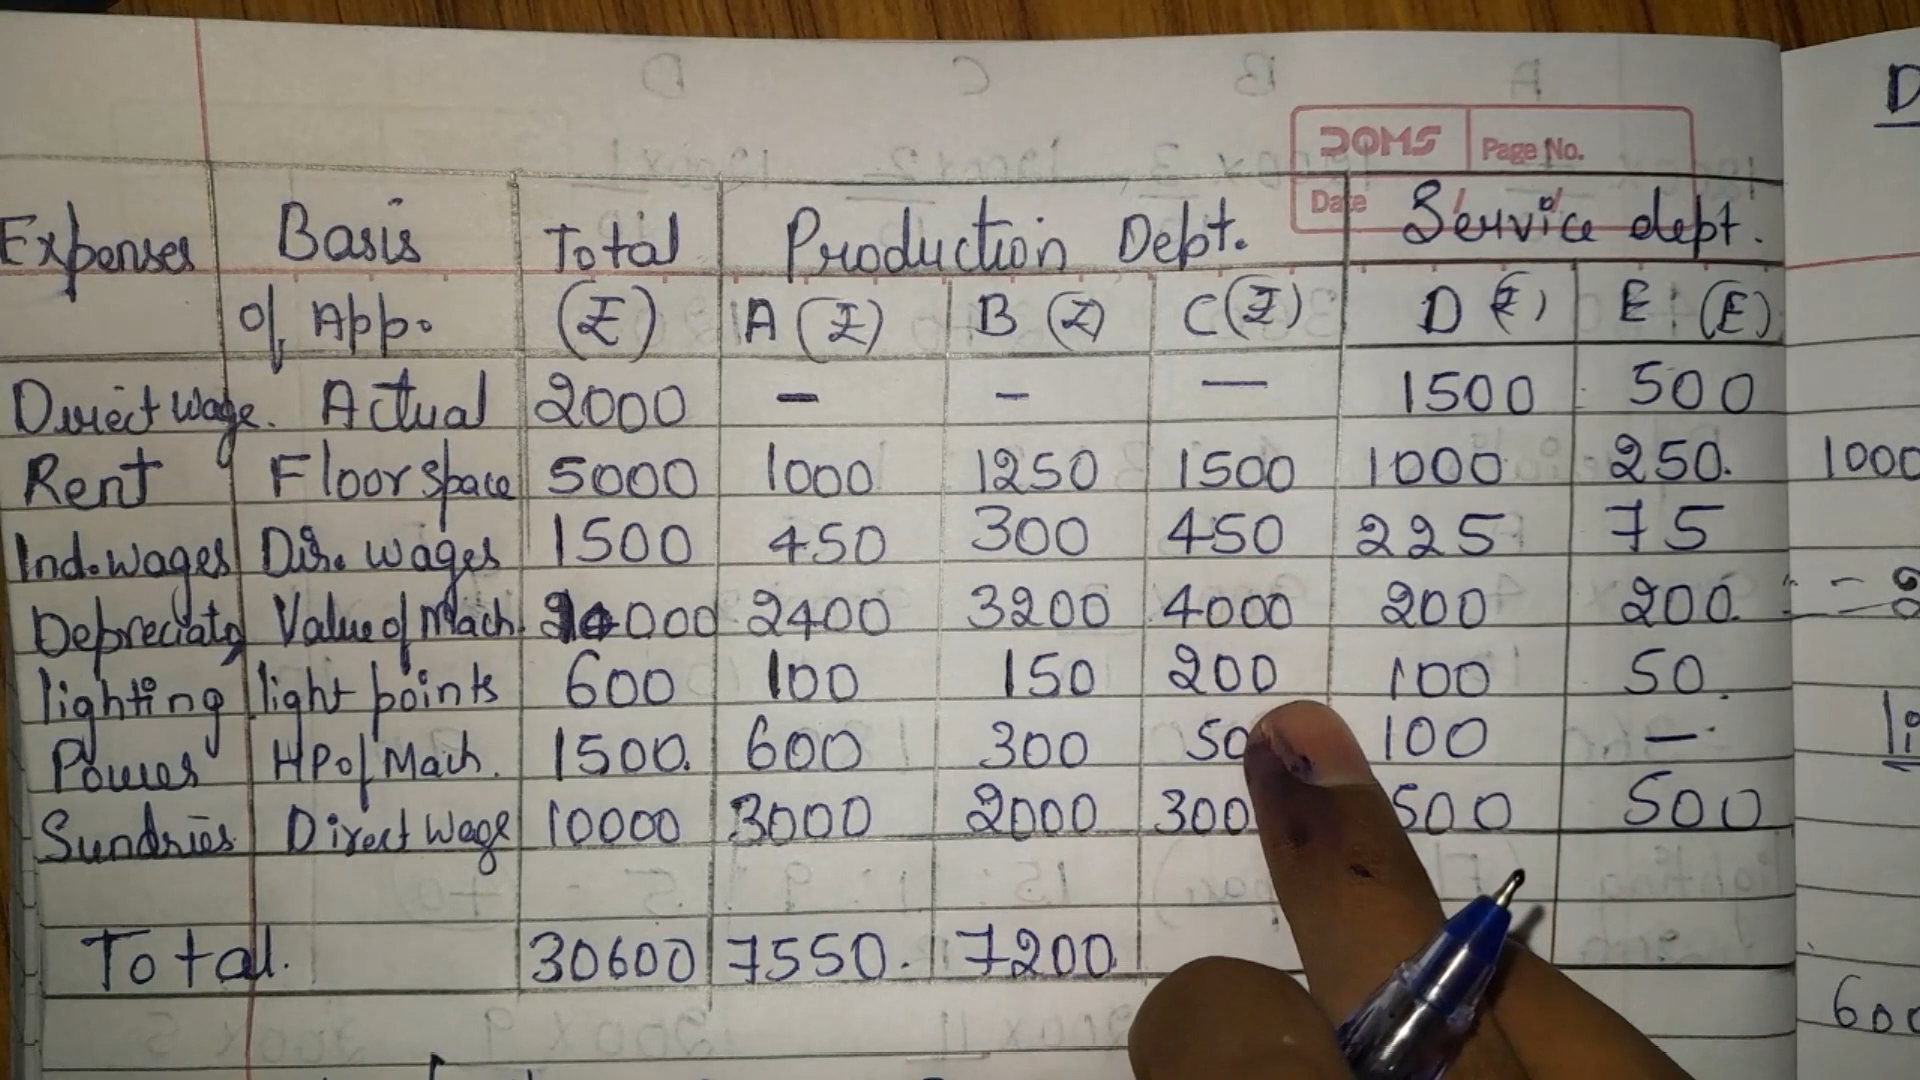 DOMS Page No.
Date
Expenses Basis of App. Total (₹) Production Dept. Service dept.
A (₹) B (₹) C (₹) D (₹) E (₹)
Direct wage. Actual 2000 - - - 1500 500
Rent Floor space 5000 1000 1250 1500 1000 250.
Ind. wages Dir. wages 1500 450 300 450 225 75
Value of Mach. 2400 3200 4000 200 200.
lighting light points 600 100 150 200 100 50.
Power HP of Mach. 1500. 600 300 100 -
Sundries Direct Wage 10000 3000 2000 500 500
Total. 30600 7550. 7200
D
1000
600